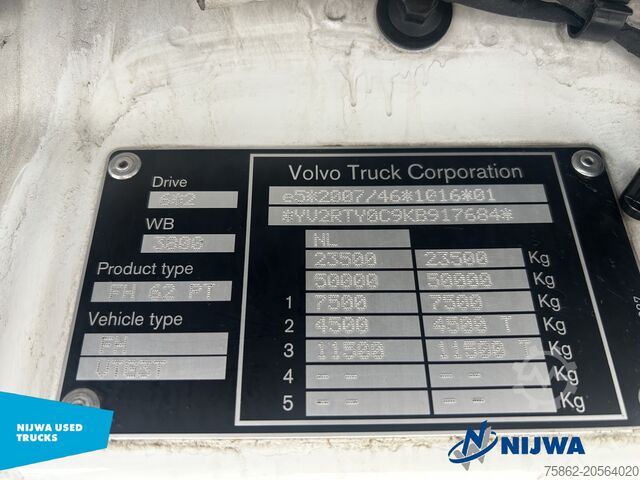 Volvo Truck Corporation
Drive
6*2
WB
3800
Product type
FH 62 PT
Vehicle type
FH
e5*2007/46*1016*01
*YV2RTY0C9KB917684*
NL
23500 23500 Kg
50000 50000 Kg
1 7500 7500 Kg
2 4500 4500 T Kg
3 11500 11500 T Kg
4 -- -- Kg
5 -- -- Kg
NIJWA USED
TRUCKS
NIJWA
75862-20564020